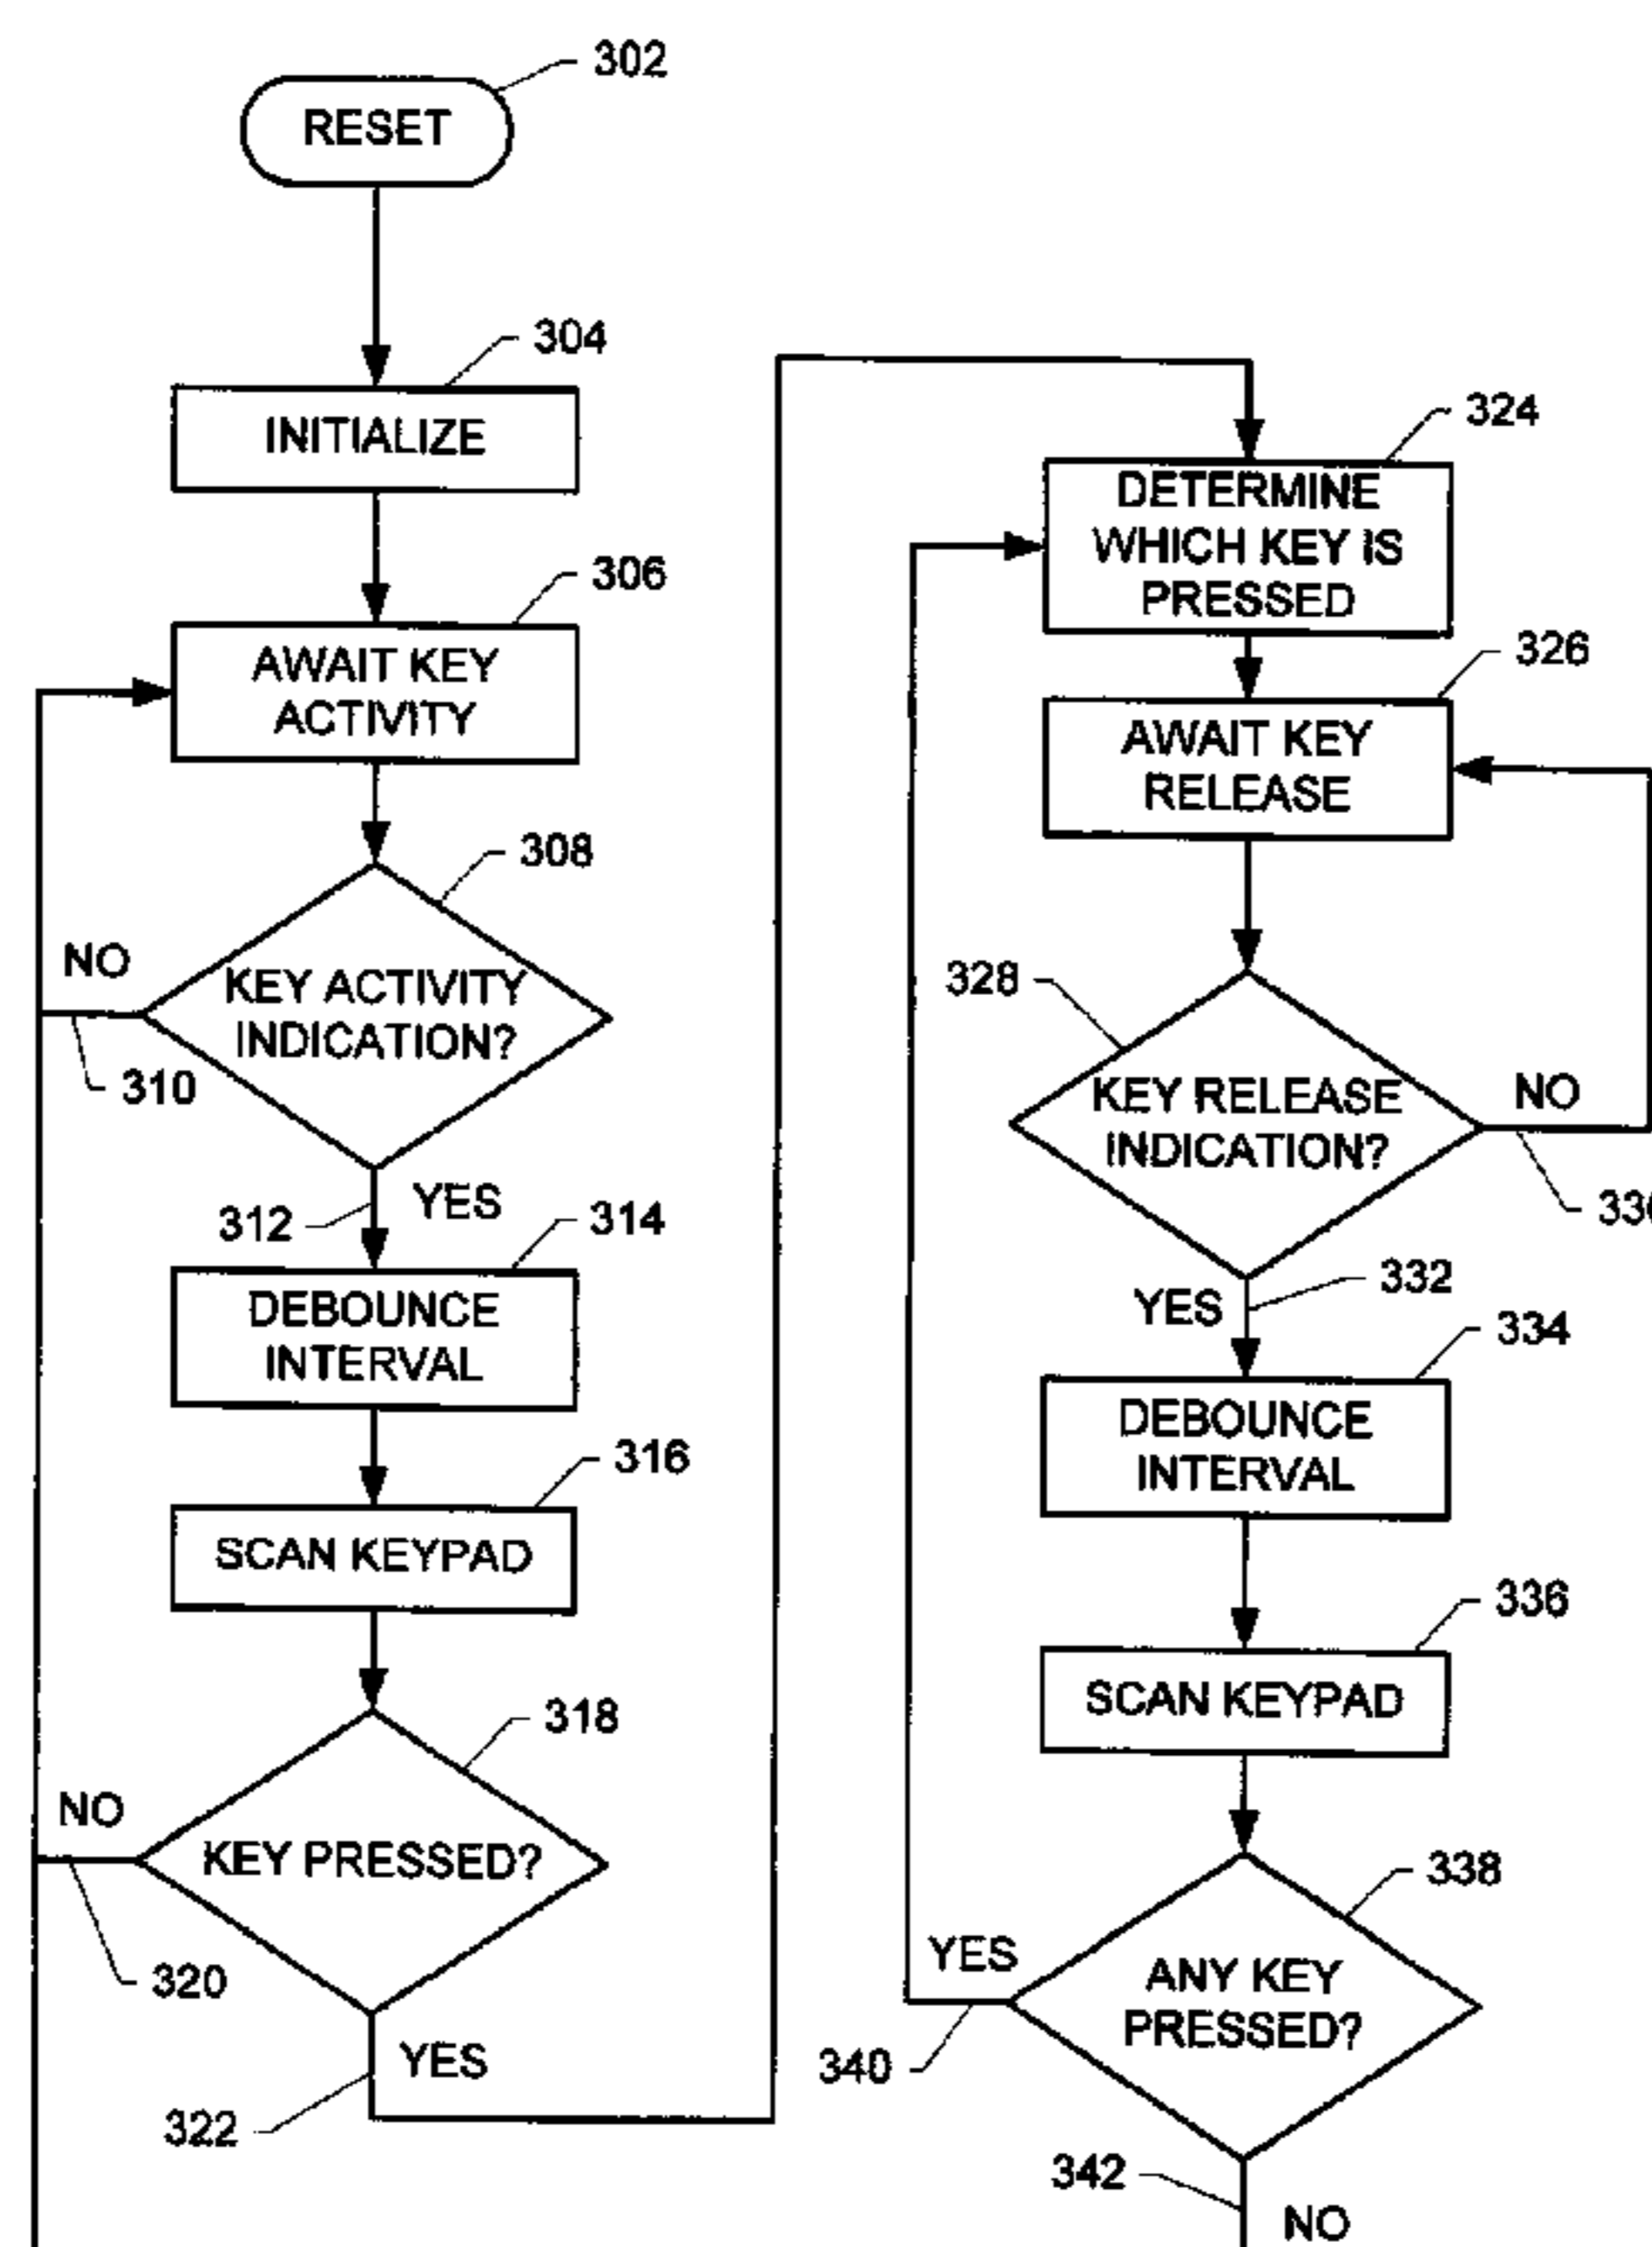 302
RESET
304
INITIALIZE
306
AWAIT KEY
ACTIVITY
308
NO
KEY ACTIVITY
INDICATION?
310
312
YES
314
DEBOUNCE
INTERVAL
316
SCAN KEYPAD
318
NO
KEY PRESSED?
320
YES
322
324
DETERMINE
WHICH KEY IS
PRESSED
326
AWAIT KEY
RELEASE
328
KEY RELEASE
INDICATION?
NO
332
YES
334
DEBOUNCE
INTERVAL
336
SCAN KEYPAD
338
YES
ANY KEY
PRESSED?
340
342
NO